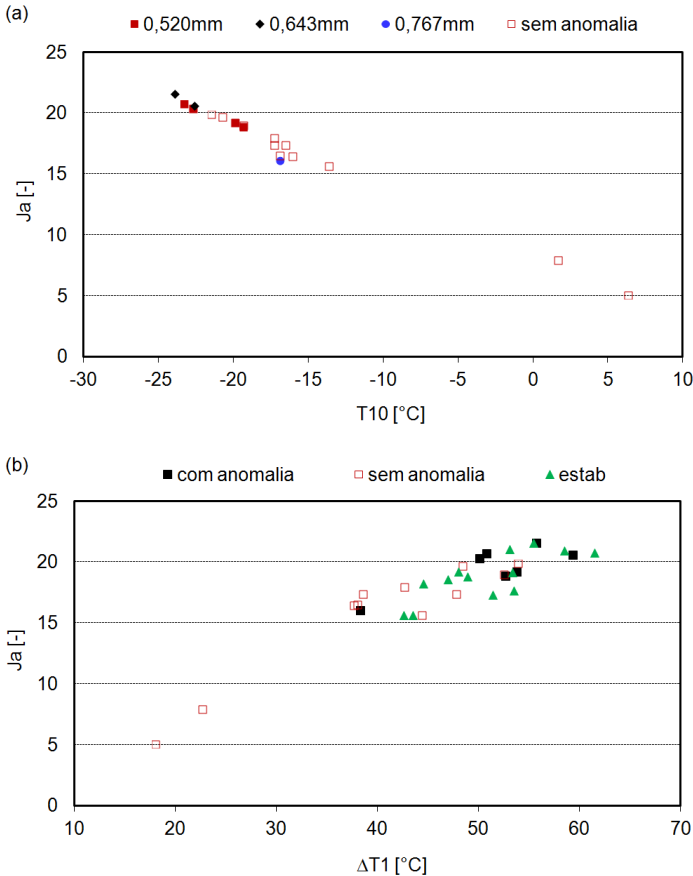 (a)
0,520mm 0,643mm 0,767mm sem anomalia
25
20
15
10
5
0
Ja [-]
-30 -25 -20 -15 -10 -5 0 5 10
T10 [°C]
(b)
com anomalia sem anomalia estab
25
20
15
10
5
0
Ja [-]
10 20 30 40 50 60 70
ΔT1 [°C]